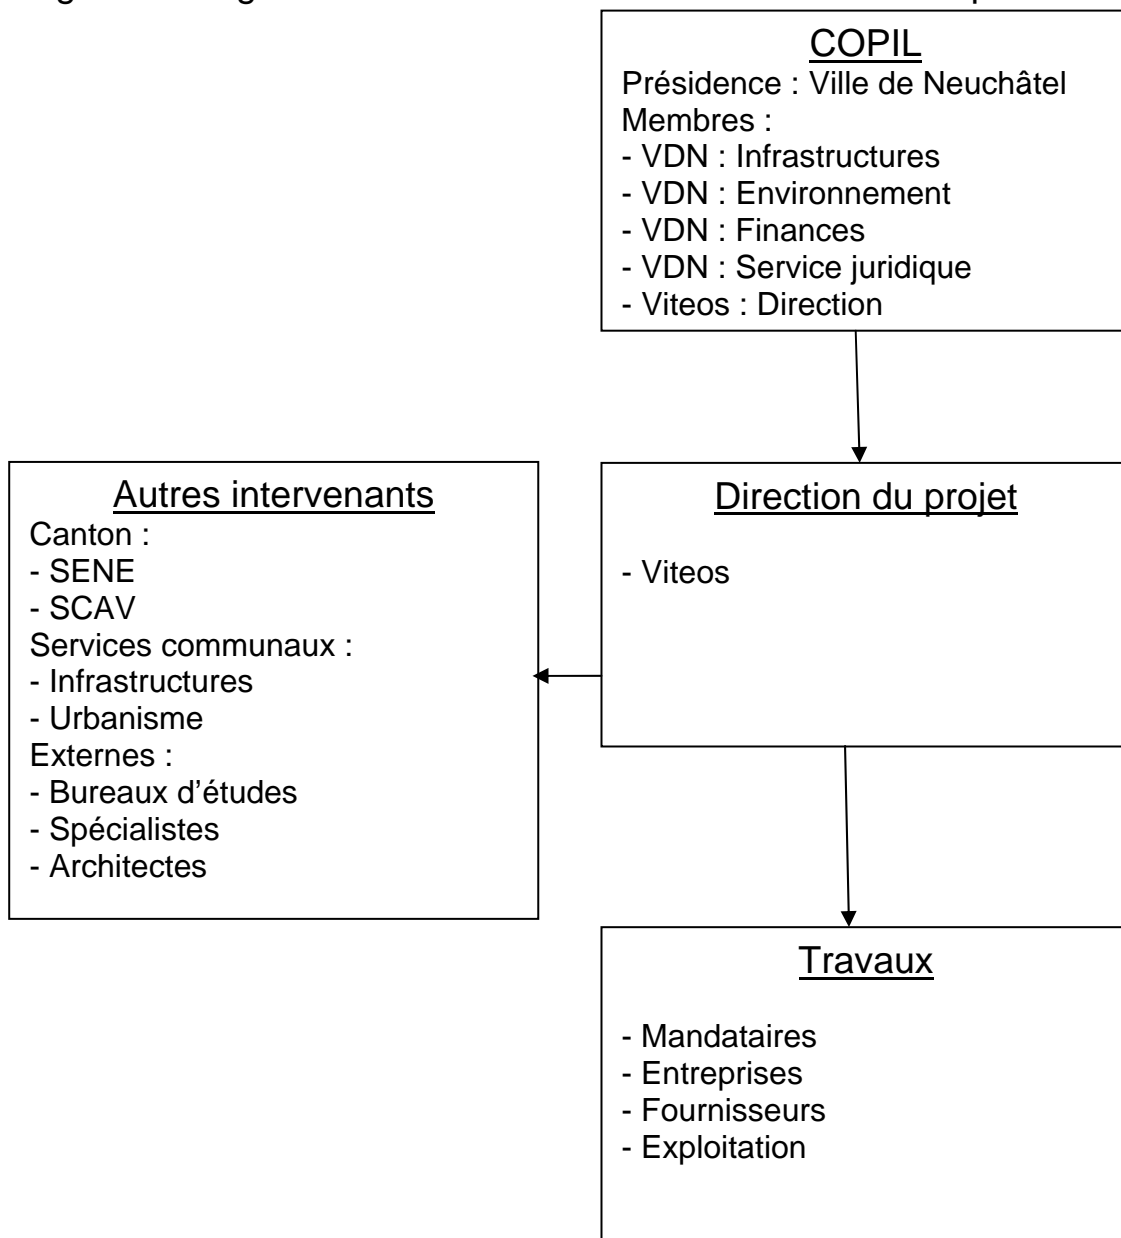 COPIL
Présidence : Ville de Neuchâtel
Membres :
- VDN : Infrastructures
- VDN : Environnement
- VDN : Finances
- VDN : Service juridique
- Viteos : Direction
Autres intervenants
Canton :
- SENE
- SCAV
Services communaux :
- Infrastructures
- Urbanisme
Externes :
- Bureaux d’études
- Spécialistes
- Architectes
Direction du projet
- Viteos
Travaux
- Mandataires
- Entreprises
- Fournisseurs
- Exploitation